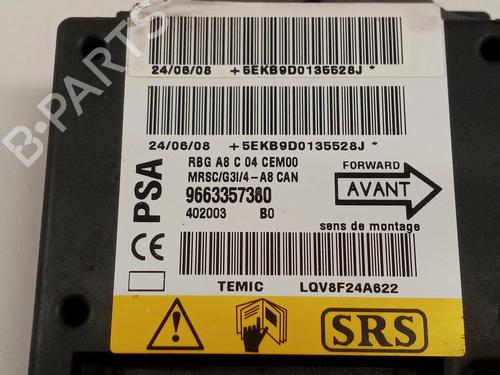 24/06/08 +5EKB9D0135528J *
24/06/08 +5EKB9D0135528J *
PSA
RBG A8 C 04 CEM00
MRSC/G3I/4-A8 CAN
9663357380
402003 B0
FORWARD
AVANT
sens de montage
CE
TEMIC LQV8F24A622
SRS
B-PARTS